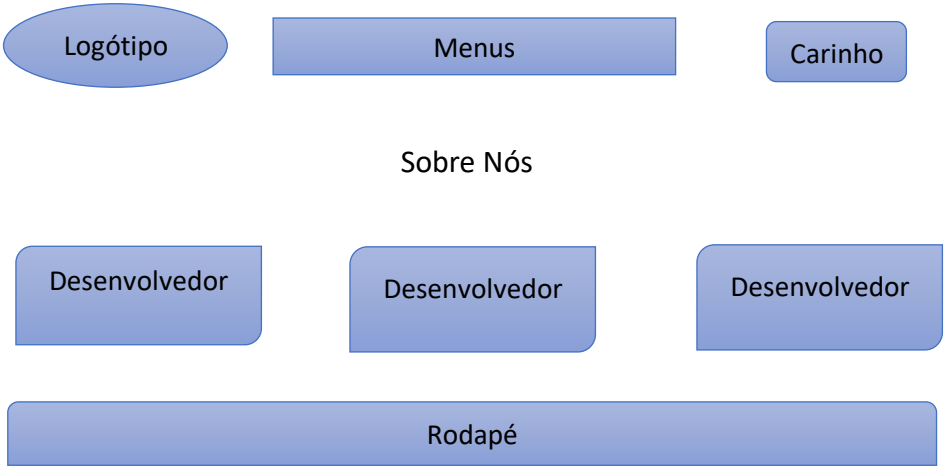 Logótipo
Menus
Carinho
Sobre Nós
Desenvolvedor
Desenvolvedor
Desenvolvedor
Rodapé